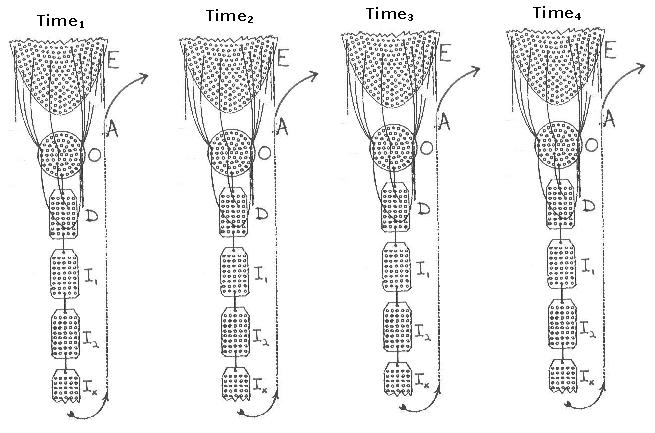 Time₁ Time₂ Time₃ Time₄
E E E E
A A A A
O O O O
D D D D
I₁ I₁ I₁ I₁
I₂ I₂ I₂ I₂
Iₓ Iₓ Iₓ Iₓ